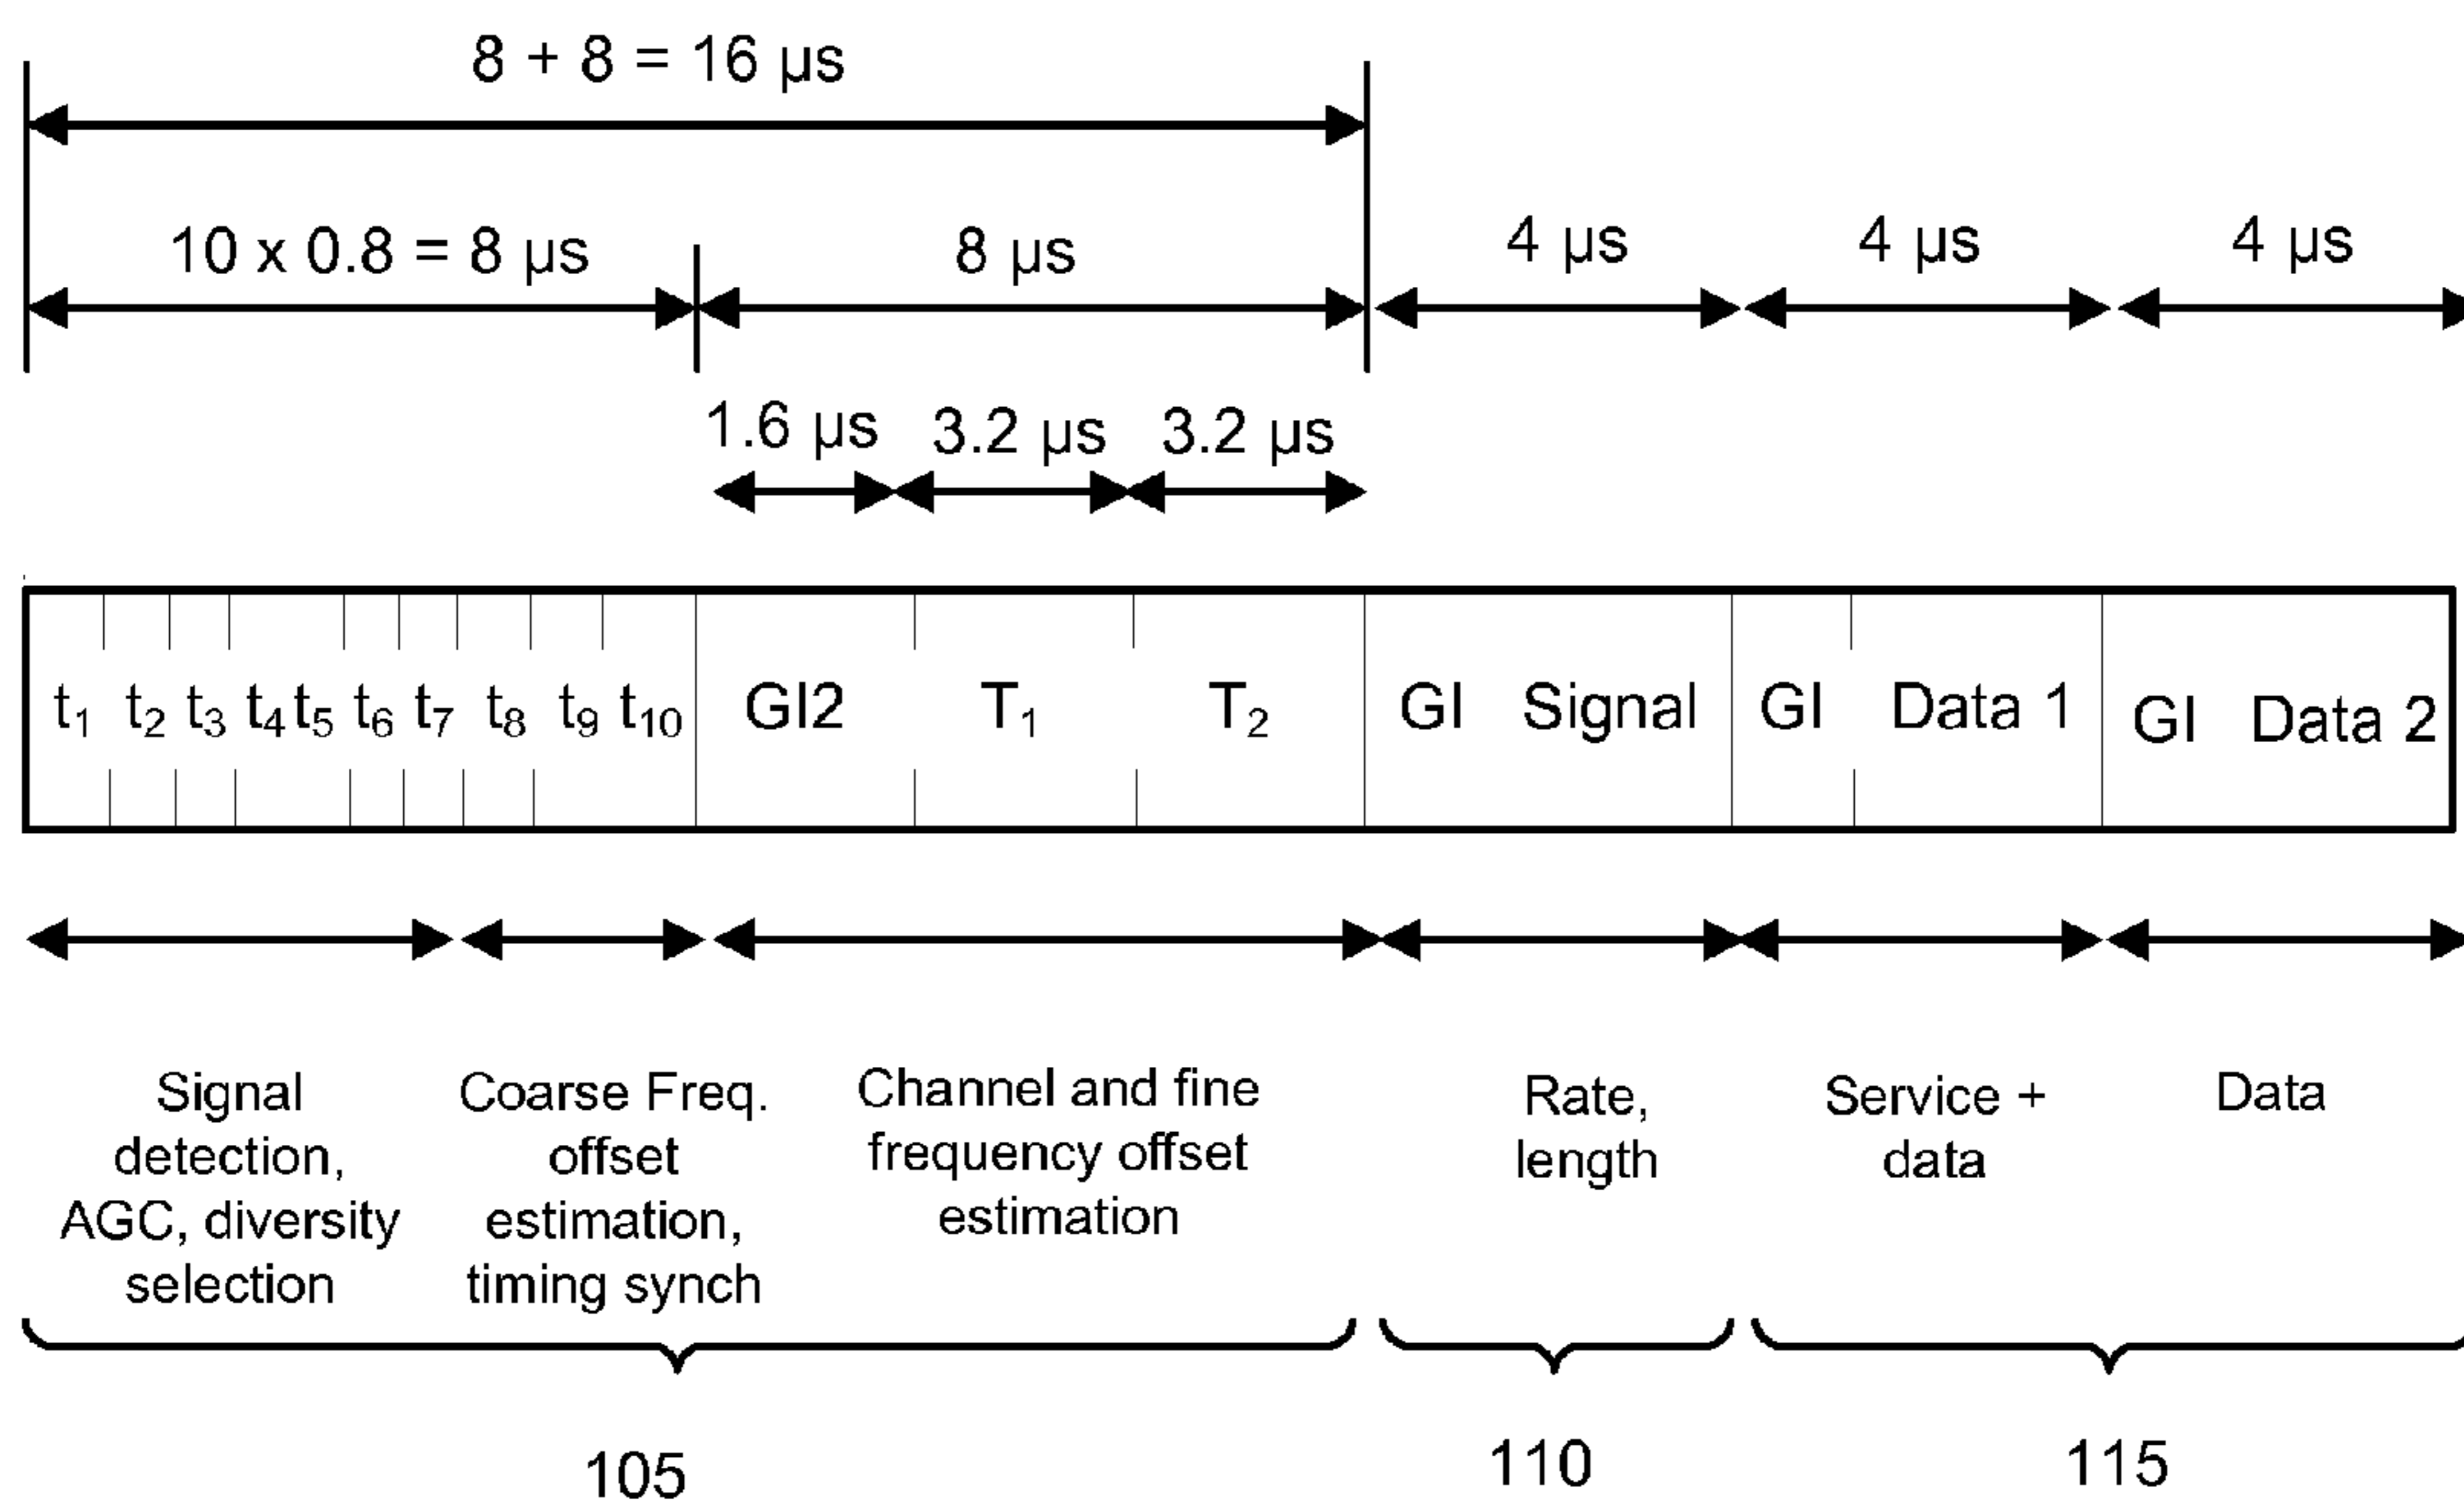 8 + 8 = 16 µs
10 x 0.8 = 8 µs 8 µs 4 µs 4 µs 4 µs
1.6 µs 3.2 µs 3.2 µs
t₁ t₂ t₃ t₄ t₅ t₆ t₇ t₈ t₉ t₁₀ GI2 T₁ T₂ GI Signal GI Data 1 GI Data 2
Signal
detection,
AGC, diversity
selection
Coarse Freq.
offset
estimation,
timing synch
Channel and fine
frequency offset
estimation
Rate,
length
Service +
data
Data
105 110 115